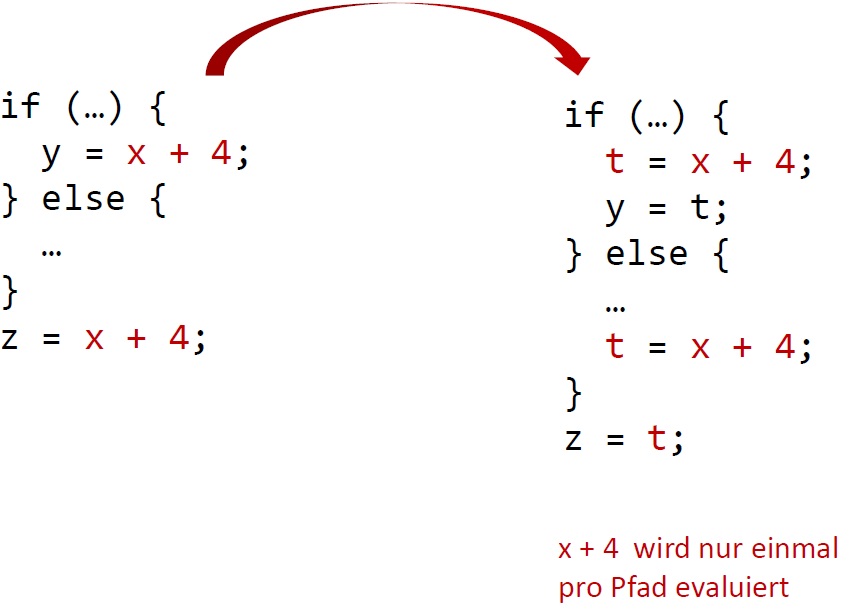 if (…) {
  y = x + 4;
} else {
  …
}
z = x + 4;
if (…) {
  t = x + 4;
  y = t;
} else {
  …
  t = x + 4;
}
z = t;
x + 4 wird nur einmal
pro Pfad evaluiert